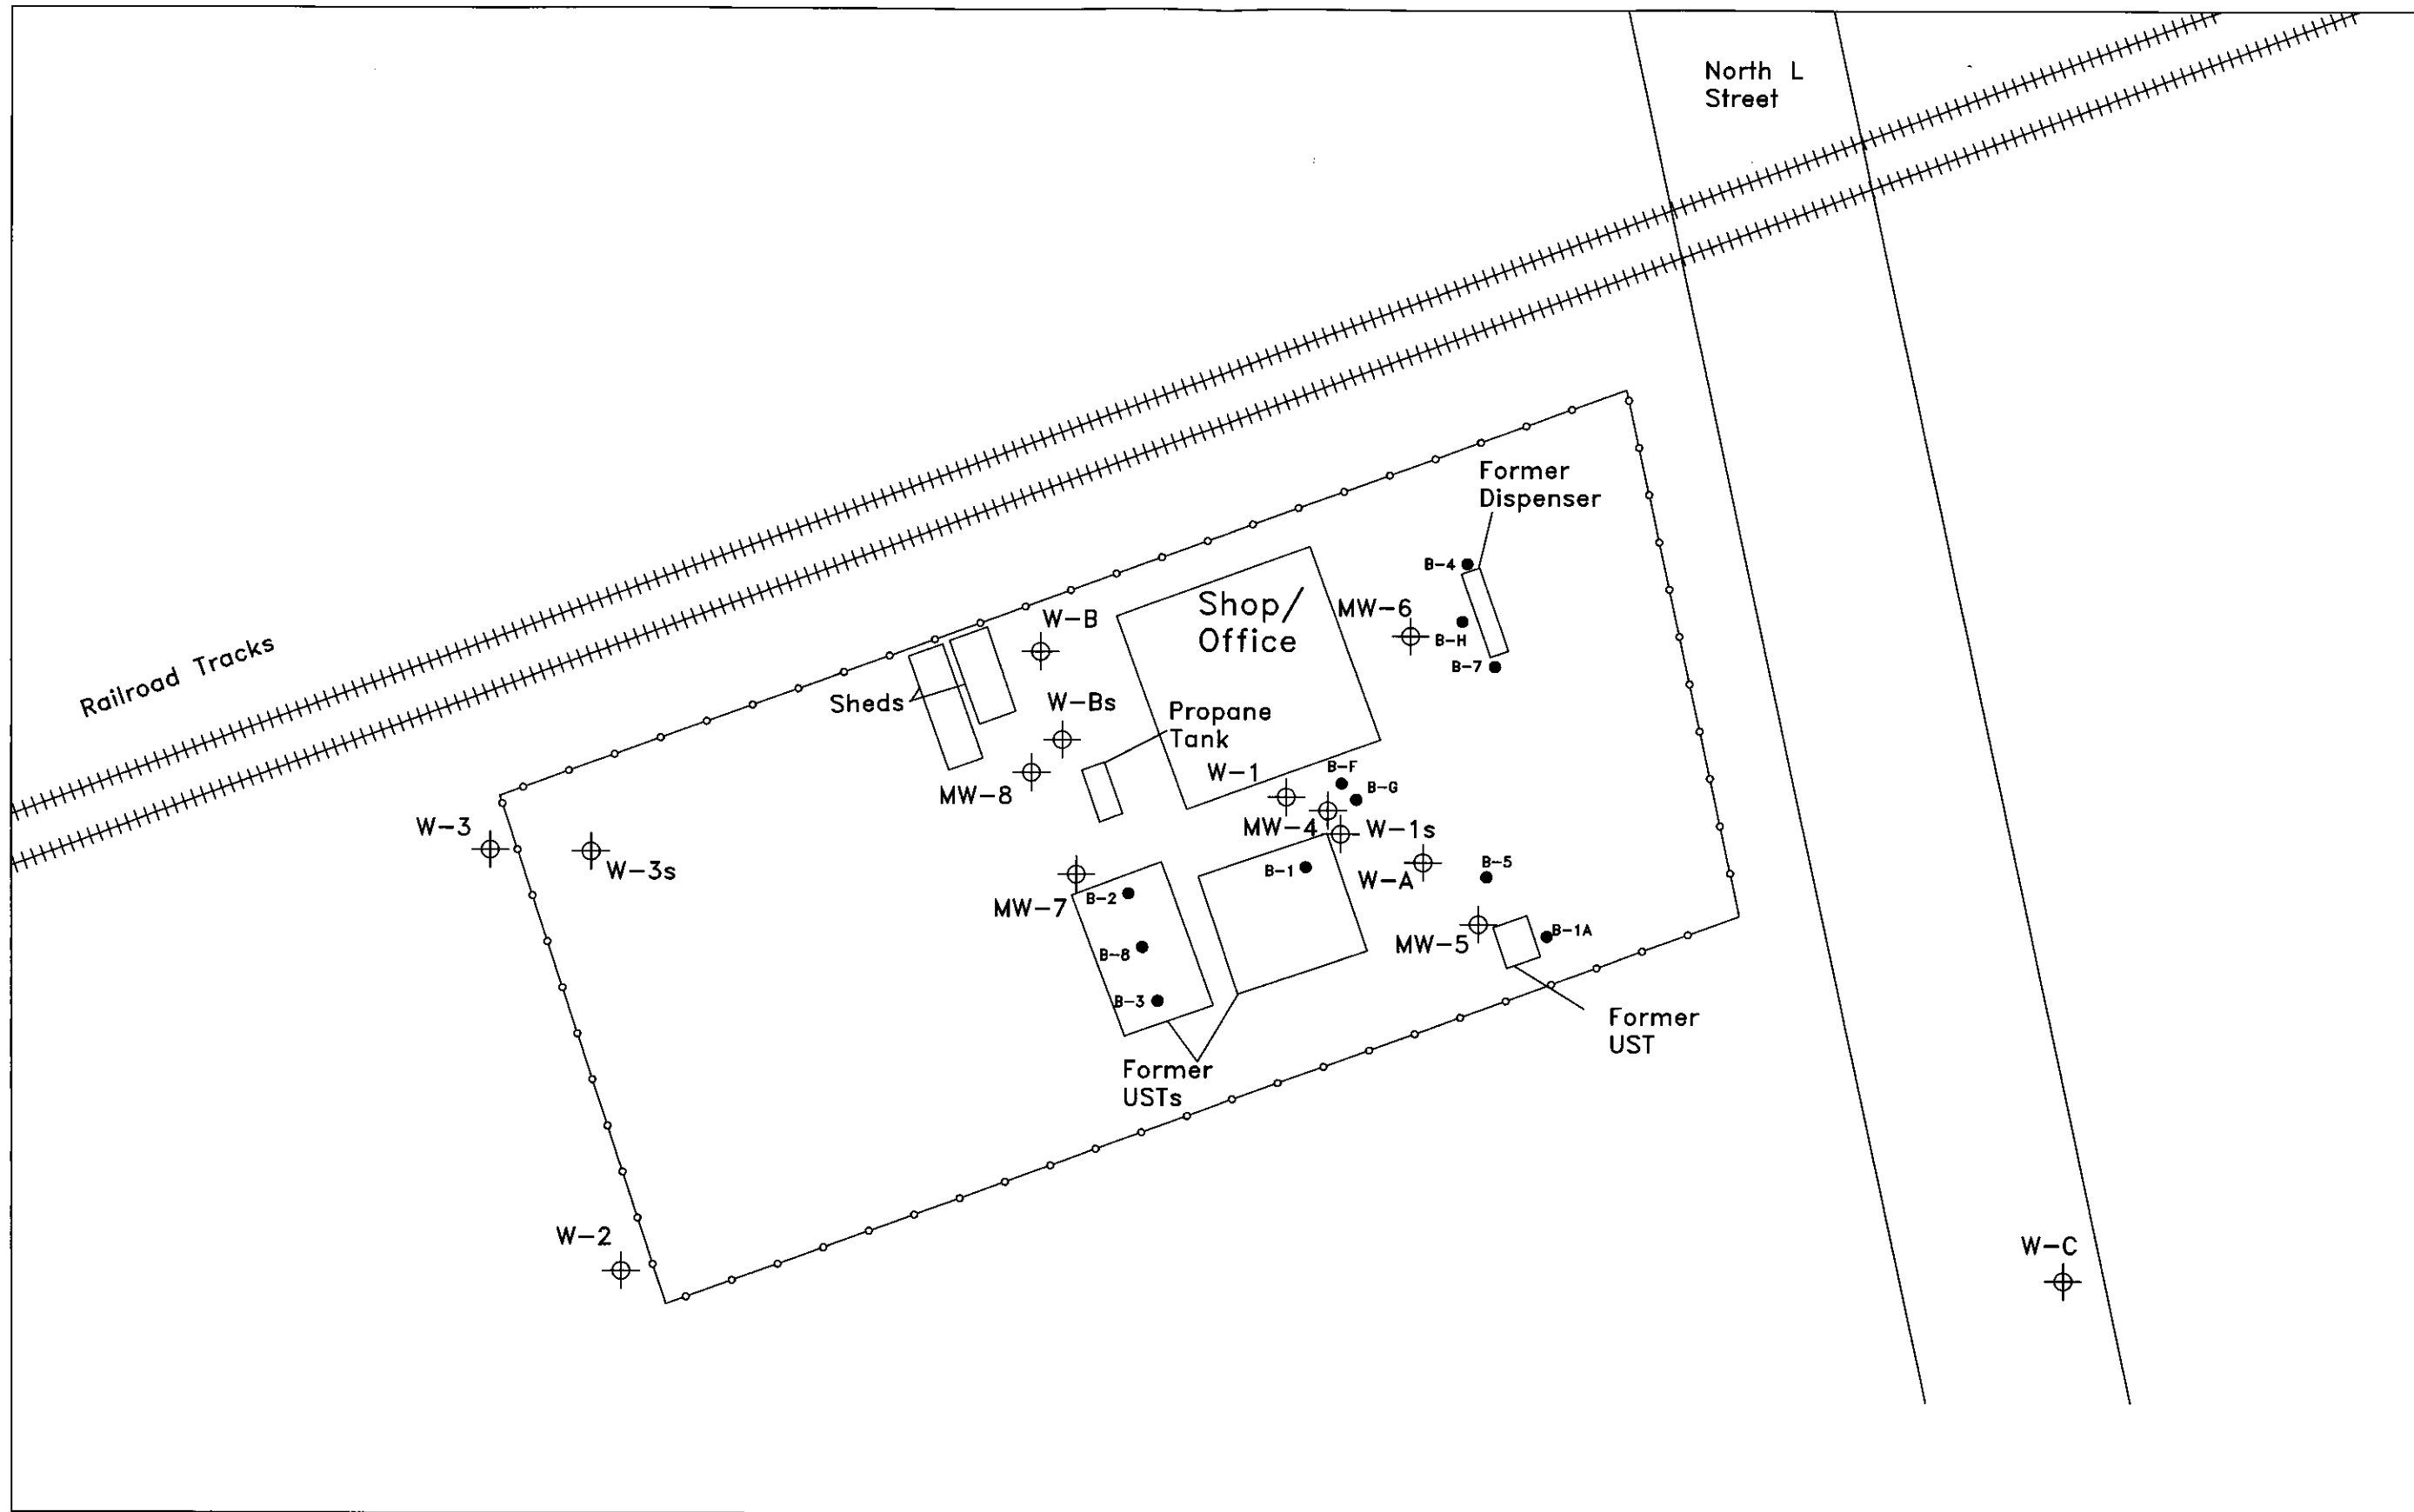 North L
Street
Former
Dispenser
B-4
Shop/
Office
MW-6
W-B
B-H
Railroad Tracks
B-7
Sheds
W-Bs
Propane
Tank
W-1
B-F
MW-8
B-G
W-3
MW-4
W-1s
W-3s
B-1
W-A
B-5
MW-7
B-2
B-1A
MW-5
B-8
B-3
Former
UST
Former
USTs
W-2
W-C